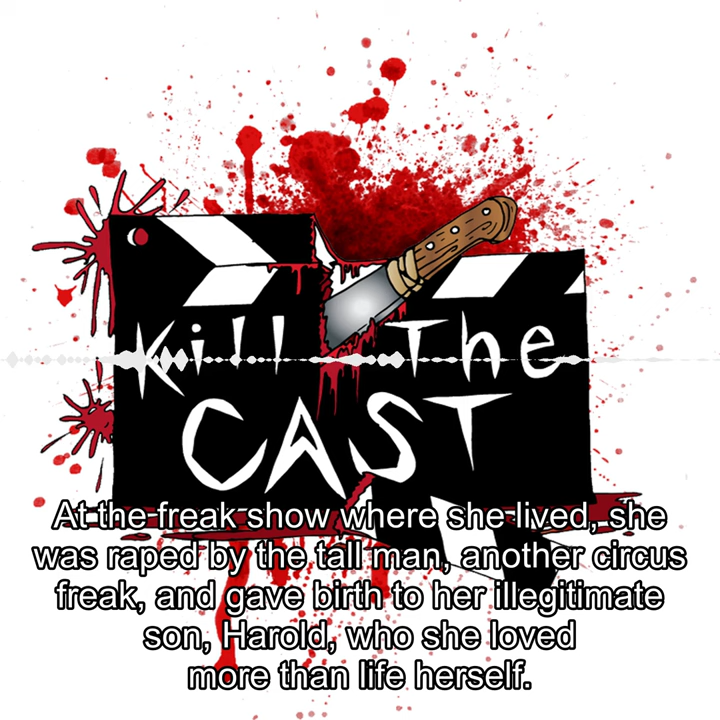 Kill The
CAST
At the freak show where she lived, she
was raped by the tall man, another circus
freak, and gave birth to her illegitimate
son, Harold, who she loved
more than life herself.